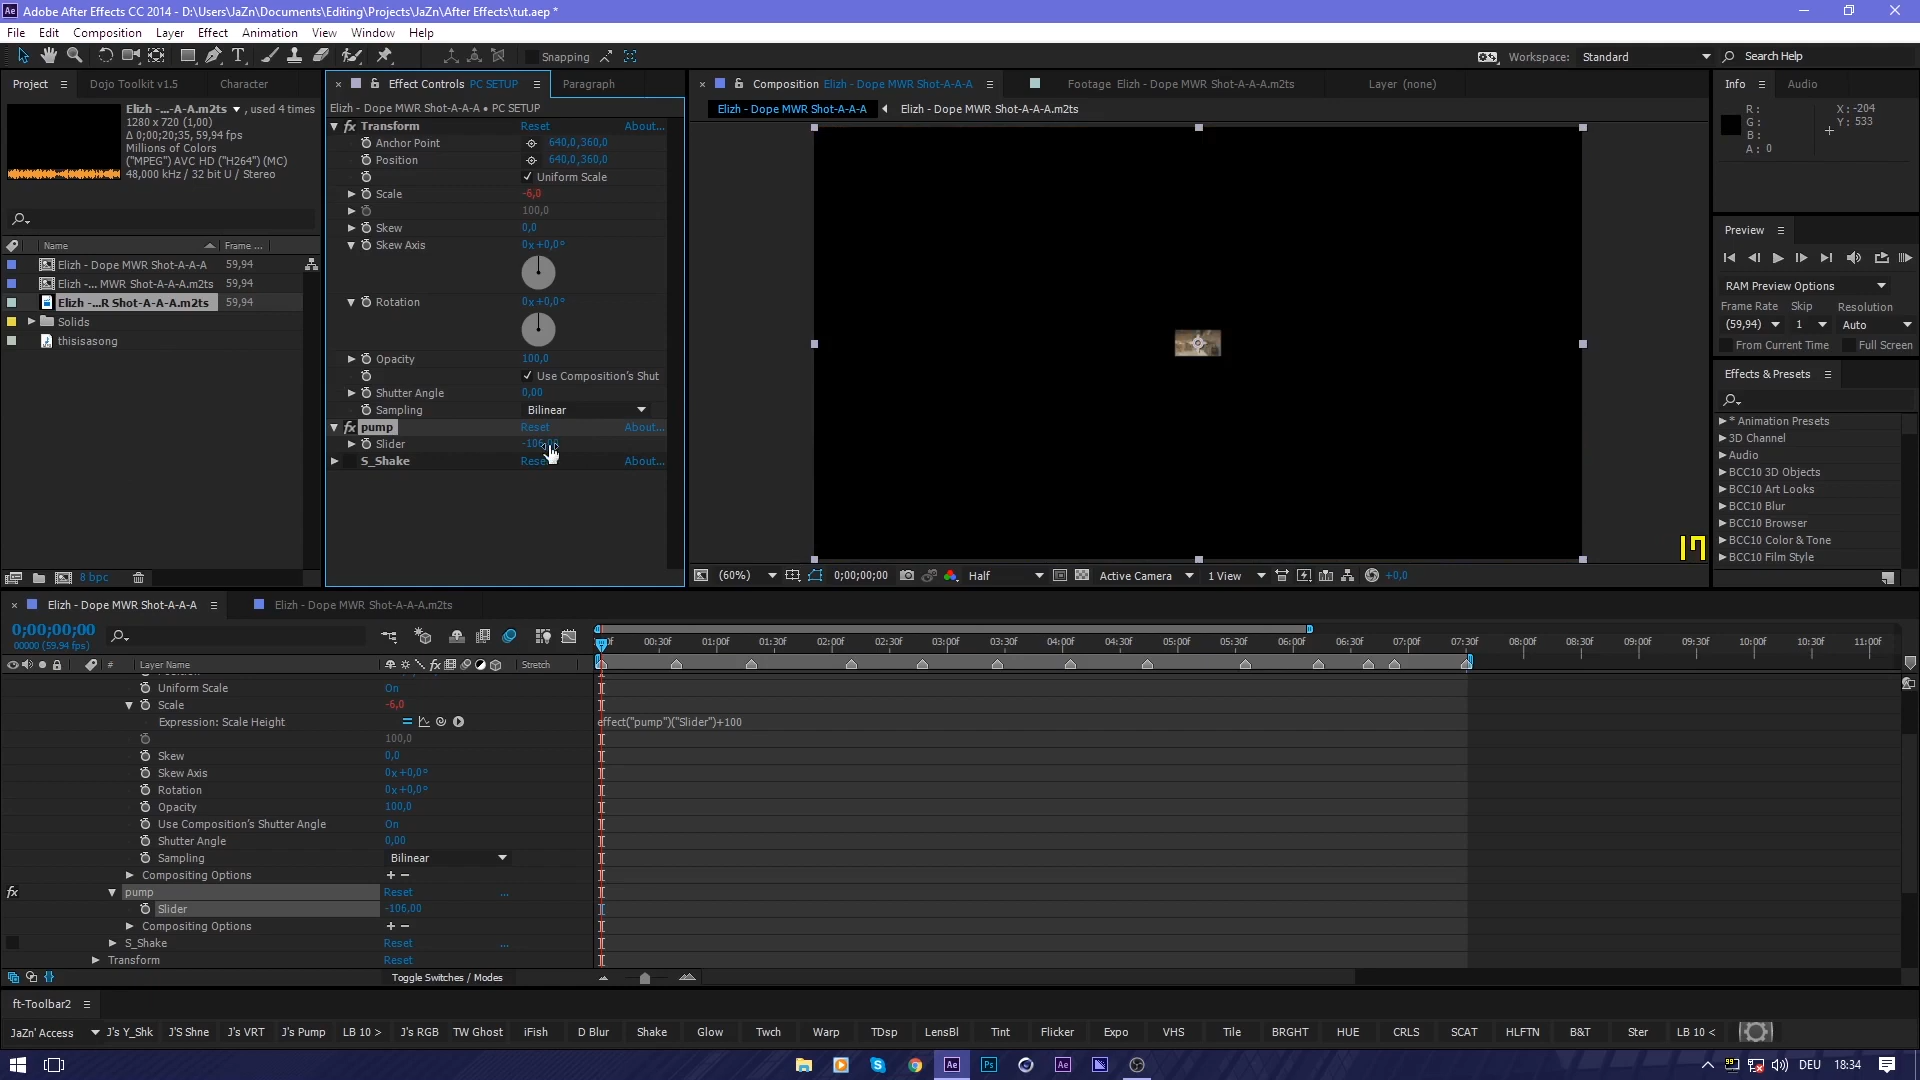 Adobe After Effects CC 2014 - D:\Users\JaZn\Documents\Editing\Projects\JaZn\After Effects\tut.aep *
File Edit Composition Layer Effect Animation View Window Help
Snapping Workspace: Standard Search Help
Project Dojo Toolkit v1.5 Character
Elizh - Dope MWR Shot-A-A-A.m2ts
Elizh -...-A-A.m2ts , used 4 times
1280 x 720 (1,00)
Δ 0;00;20;35, 59,94 fps
Millions of Colors
("MPEG") AVC HD ("H264") (MC)
48,000 kHz / 32 bit U / Stereo
Name Frame ...
Elizh - Dope MWR Shot-A-A-A 59,94
Elizh -... MWR Shot-A-A-A.m2ts 59,94
Elizh -...R Shot-A-A-A.m2ts 59,94
Solids
thisisasong
8 bpc
Effect Controls PC SETUP Paragraph
Elizh - Dope MWR Shot-A-A-A • PC SETUP
fx Transform Reset About...
Anchor Point 640,0,360,0
Position 640,0,360,0
Uniform Scale
Scale -6,0
100,0
Skew 0,0
Skew Axis 0x+0,0°
Rotation 0x+0,0°
Opacity 100,0
Use Composition's Shut
Shutter Angle 0,00
Sampling Bilinear
fx pump Reset About...
Slider -106,00
S_Shake Reset About...
Composition Elizh - Dope MWR Shot-A-A-A Footage Elizh - Dope MWR Shot-A-A-A.m2ts Layer (none)
Elizh - Dope MWR Shot-A-A-A Elizh - Dope MWR Shot-A-A-A.m2ts
17
(60%) 0;00;00;00 Half Active Camera 1 View +0,0
Info Audio
R: X: -204
G: Y: 533
B:
A: 0
Preview
RAM Preview Options
Frame Rate Skip Resolution
(59,94) 1 Auto
From Current Time Full Screen
Effects & Presets
* Animation Presets
3D Channel
Audio
BCC10 3D Objects
BCC10 Art Looks
BCC10 Blur
BCC10 Browser
BCC10 Color & Tone
BCC10 Film Style
Elizh - Dope MWR Shot-A-A-A Elizh - Dope MWR Shot-A-A-A.m2ts
0;00;00;00
00000 (59.94 fps)
00:30f 01:00f 01:30f 02:00f 02:30f 03:00f 03:30f 04:00f 04:30f 05:00f 05:30f 06:00f 06:30f 07:00f 07:30f 08:00f 08:30f 09:00f 09:30f 10:00f 10:30f 11:00f
# Layer Name fx Stretch
Uniform Scale On
Scale -6,0
Expression: Scale Height effect("pump")("Slider")+100
100,0
Skew 0,0
Skew Axis 0x+0,0°
Rotation 0x+0,0°
Opacity 100,0
Use Composition's Shutter Angle On
Shutter Angle 0,00
Sampling Bilinear
Compositing Options + −
fx pump Reset ...
Slider -106,00
Compositing Options + −
S_Shake Reset ...
Transform Reset
Toggle Switches / Modes
ft-Toolbar2
JaZn' Access J's Y_Shk J'S Shne J's VRT J's Pump LB 10 > J's RGB TW Ghost iFish D Blur Shake Glow Twch Warp TDsp LensBl Tint Flicker Expo VHS Tile BRGHT HUE CRLS SCAT HLFTN B&T Ster LB 10 <
Ae Ps Ae DEU 18:34